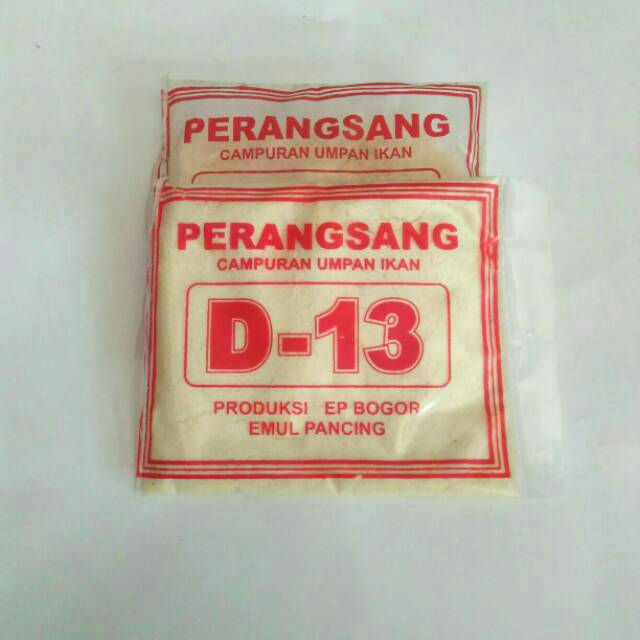 PERANGSANG
CAMPURAN UMPAN IKAN
PERANGSANG
CAMPURAN UMPAN IKAN
D-13
PRODUKSI EP BOGOR
EMUL PANCING